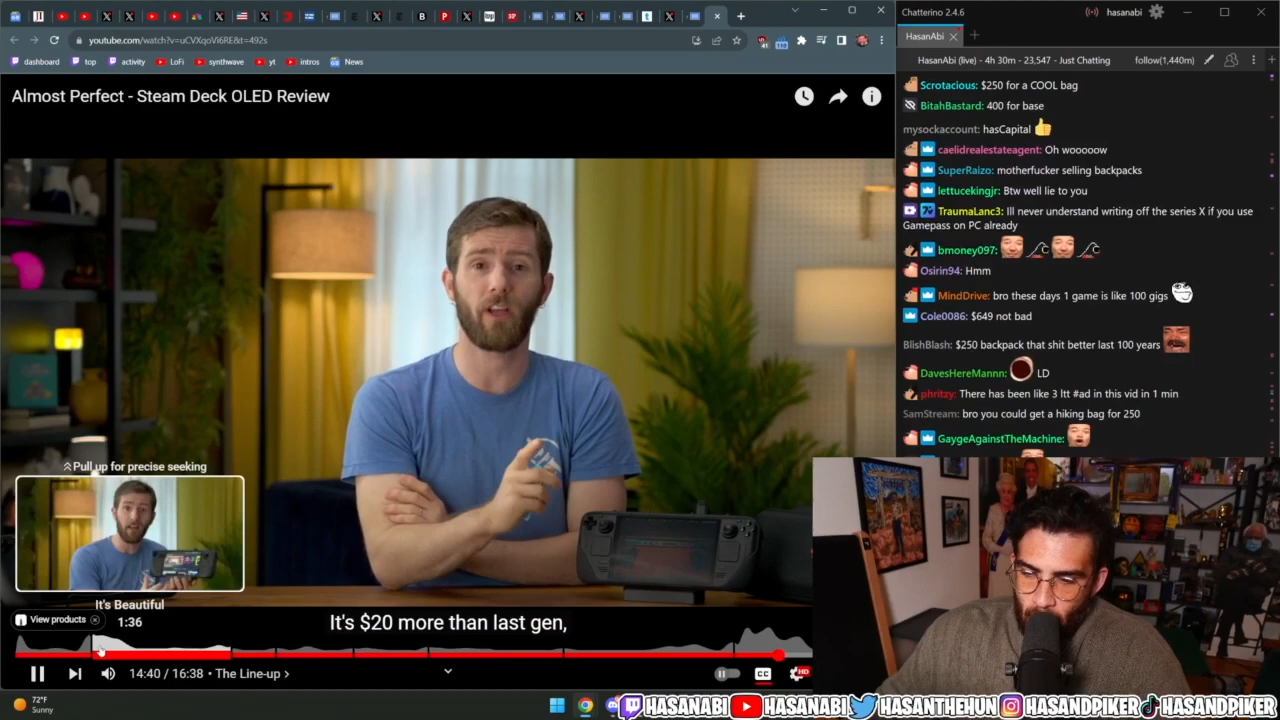 youtube.com/watch?v=uCVXqoVi6RE&t=492s
dashboard
top
activity
LoFi
synthwave
yt
intros
News
Almost Perfect - Steam Deck OLED Review
Pull up for precise seeking
It's Beautiful
1:36
View products
It's $20 more than last gen,
14:40 / 16:38 • The Line-up >
CC
HD
72°F
Sunny
Chatterino 2.4.6
hasanabi
HasanAbi
HasanAbi (live) - 4h 30m - 23,547 - Just Chatting
follow(1,440m)
Scrotacious: $250 for a COOL bag
BitahBastard: 400 for base
mysockaccount: hasCapital
caelidrealestateagent: Oh wooooow
SuperRaizo: motherfucker selling backpacks
lettucekingjr: Btw well lie to you
TraumaLanc3: Ill never understand writing off the series X if you use
Gamepass on PC already
bmoney097:
Osirin94: Hmm
MindDrive: bro these days 1 game is like 100 gigs
Cole0086: $649 not bad
BlishBlash: $250 backpack that shit better last 100 years
DavesHereMannn: LD
phritzy: There has been like 3 ltt #ad in this vid in 1 min
SamStream: bro you could get a hiking bag for 250
GaygeAgainstTheMachine:
HASANABI
HASANABI
HASANTHEHUN
HASANDPIKER
HASANDPIKER